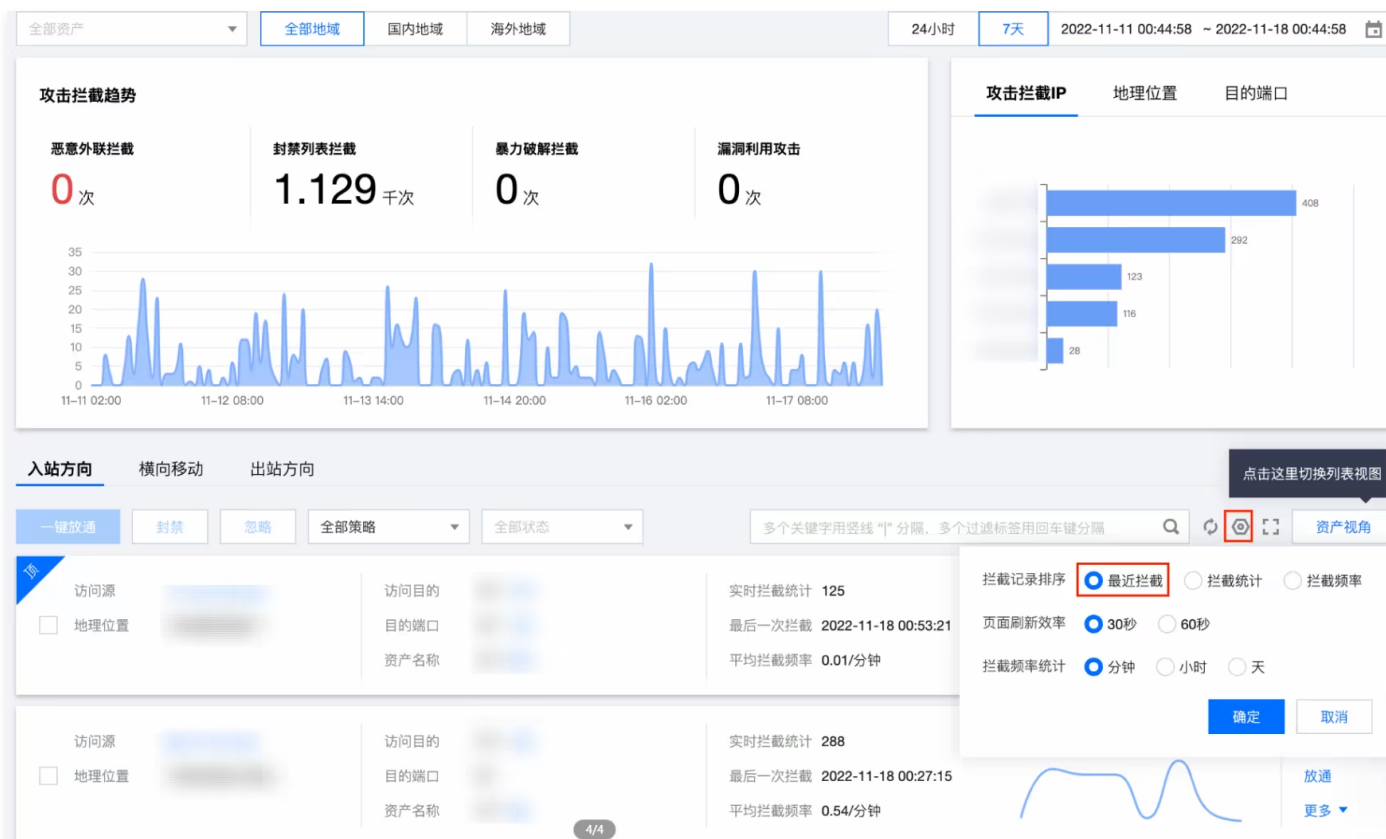 全部资产 全部地域 国内地域 海外地域 24小时 7天 2022-11-11 00:44:58 ~ 2022-11-18 00:44:58
攻击拦截趋势
恶意外联拦截 封禁列表拦截 暴力破解拦截 漏洞利用攻击
0 次 1.129 千次 0 次 0 次
35
30
25
20
15
10
5
0
11-11 02:00 11-12 08:00 11-13 14:00 11-14 20:00 11-16 02:00 11-17 08:00
攻击拦截IP 地理位置 目的端口
408
292
123
116
28
入站方向 横向移动 出站方向
点击这里切换列表视图
一键放通 封禁 忽略 全部策略 全部状态 多个关键字用竖线 “|” 分隔，多个过滤标签用回车键分隔 资产视角
顶
访问源 访问目的 实时拦截统计 125
地理位置 目的端口 最后一次拦截 2022-11-18 00:53:21
资产名称 平均拦截频率 0.01/分钟
拦截记录排序 最近拦截 拦截统计 拦截频率
页面刷新效率 30秒 60秒
拦截频率统计 分钟 小时 天
确定 取消
访问源 访问目的 实时拦截统计 288
地理位置 目的端口 最后一次拦截 2022-11-18 00:27:15 放通
资产名称 平均拦截频率 0.54/分钟 更多
4/4